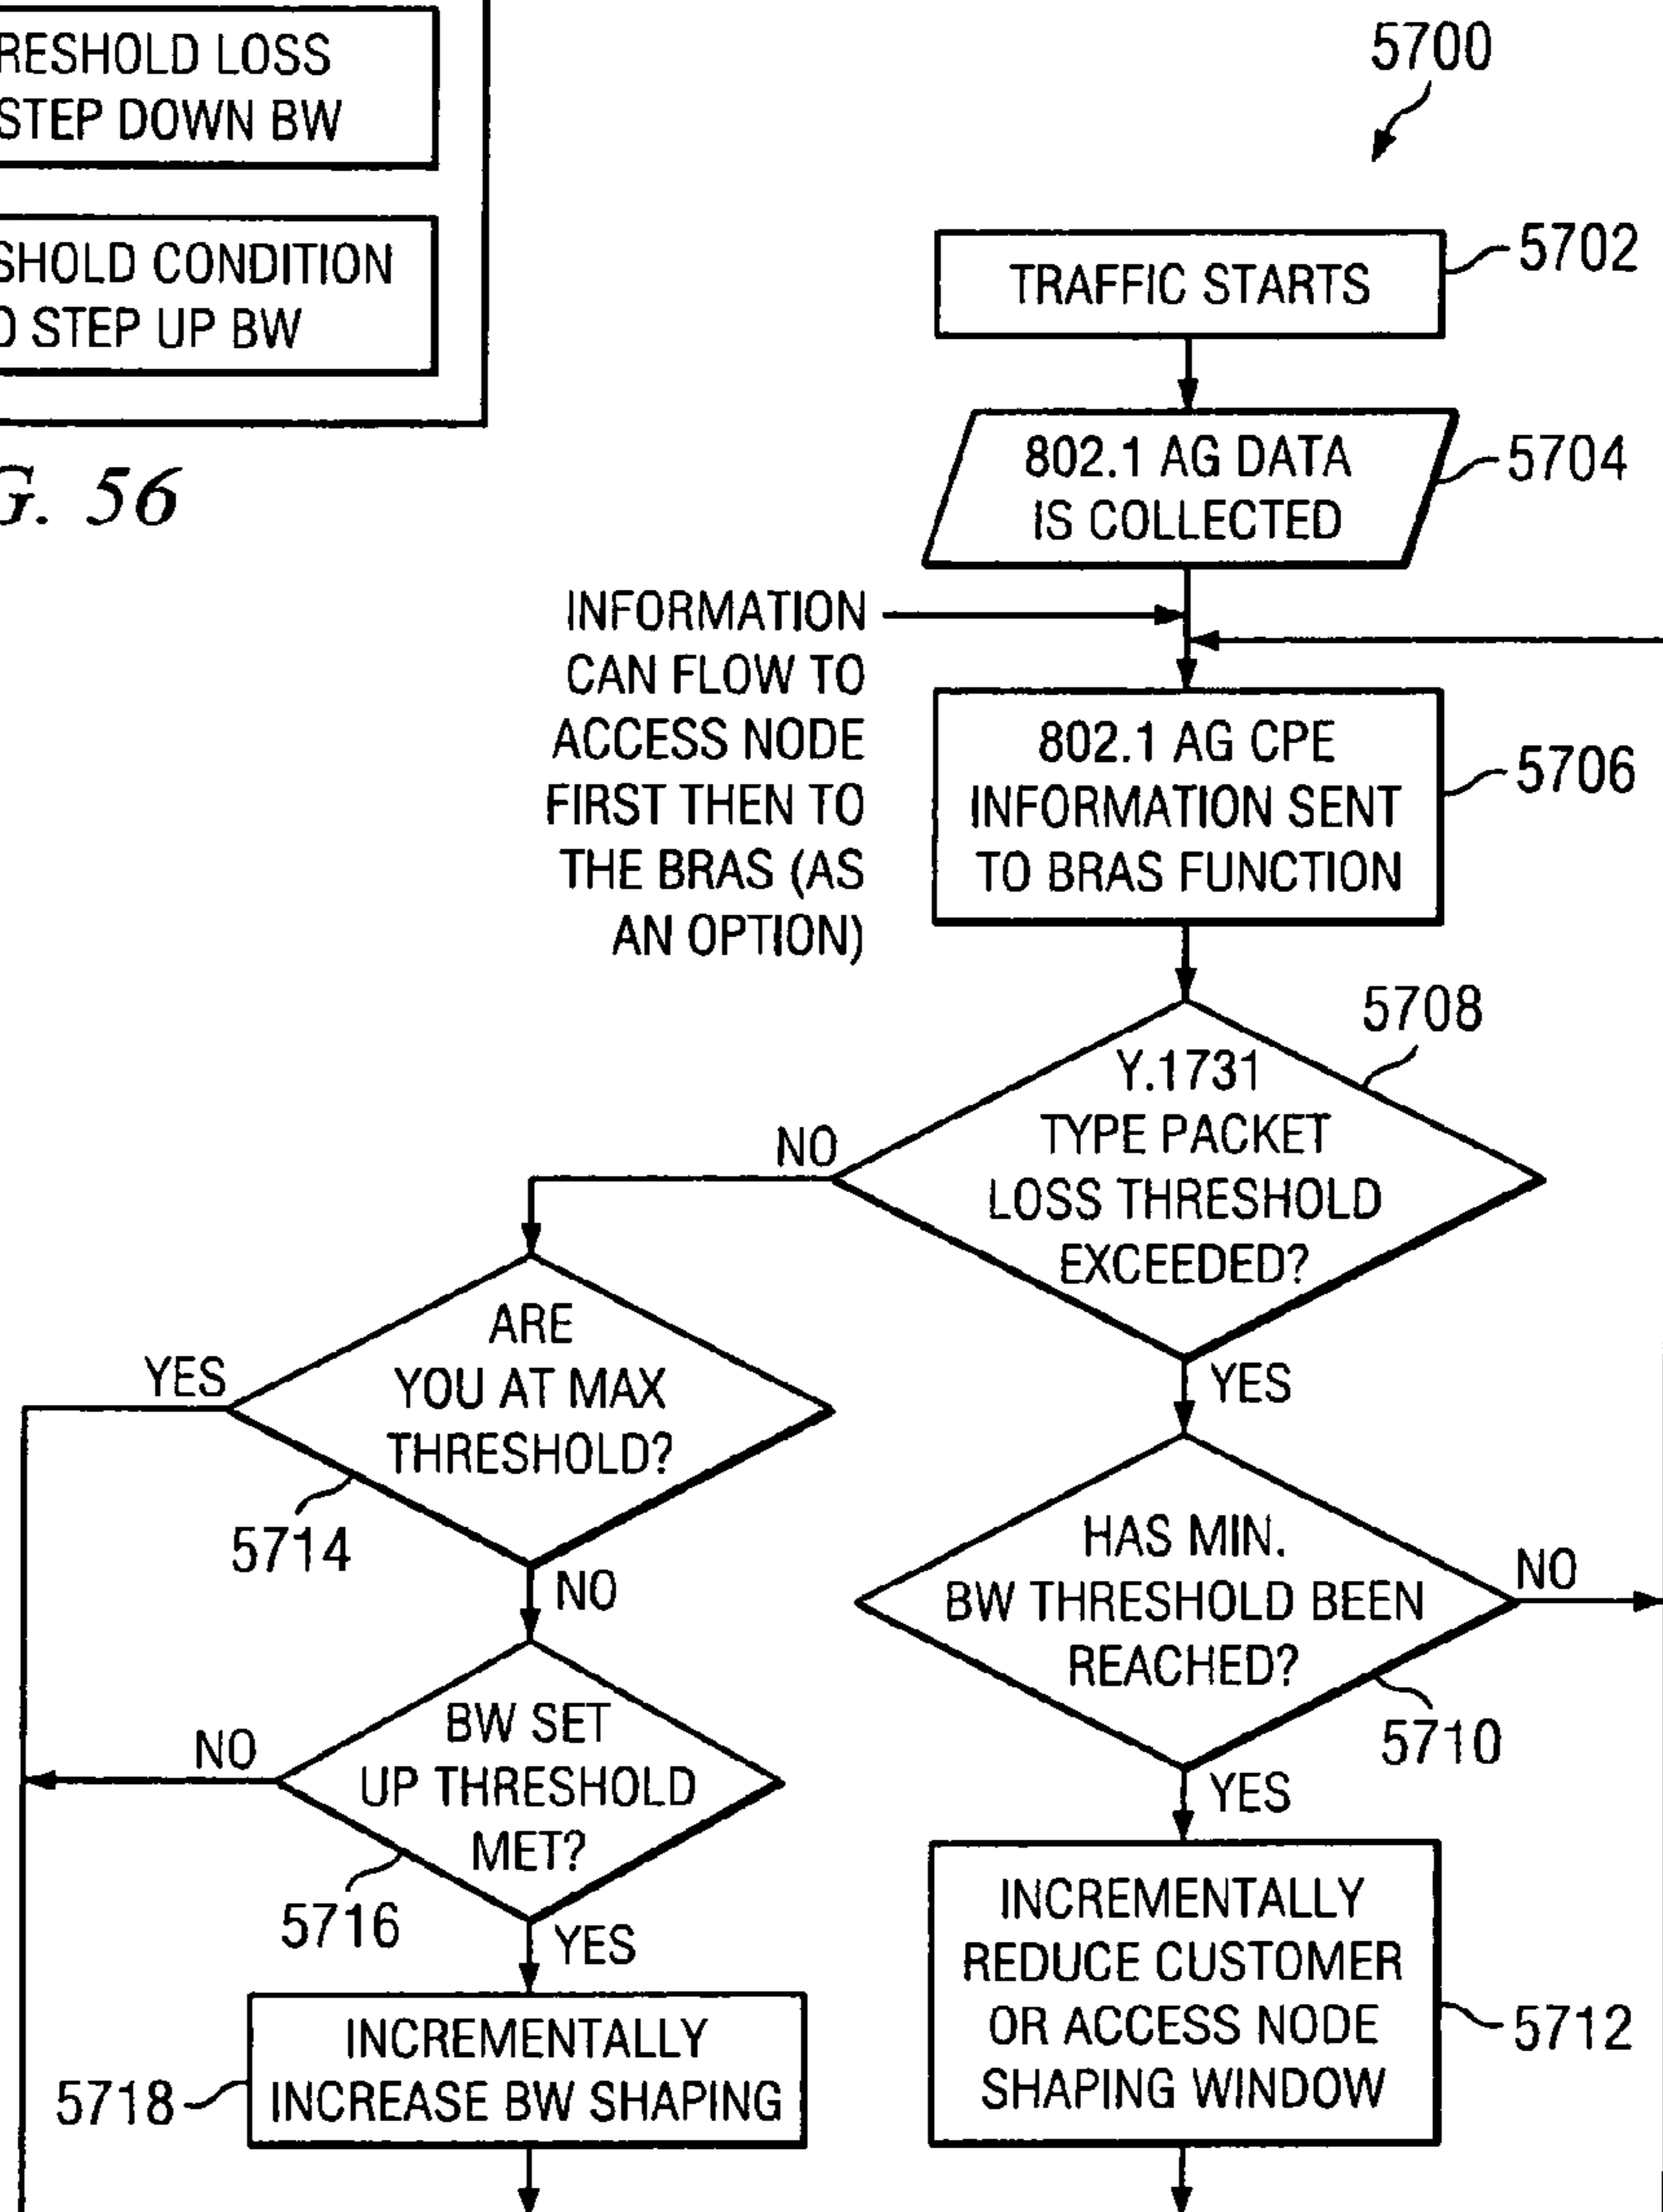 RESHOLD LOSS
STEP DOWN BW
SHOLD CONDITION
O STEP UP BW
G. 56
5700
TRAFFIC STARTS
5702
802.1 AG DATA
IS COLLECTED
5704
INFORMATION
CAN FLOW TO
ACCESS NODE
FIRST THEN TO
THE BRAS (AS
AN OPTION)
802.1 AG CPE
INFORMATION SENT
TO BRAS FUNCTION
5706
5708
Y.1731
TYPE PACKET
LOSS THRESHOLD
EXCEEDED?
NO
YES
ARE
YOU AT MAX
THRESHOLD?
YES
5714
NO
HAS MIN.
BW THRESHOLD BEEN
REACHED?
NO
5710
YES
BW SET
UP THRESHOLD
MET?
NO
5716
YES
INCREMENTALLY
REDUCE CUSTOMER
OR ACCESS NODE
SHAPING WINDOW
5712
INCREMENTALLY
INCREASE BW SHAPING
5718